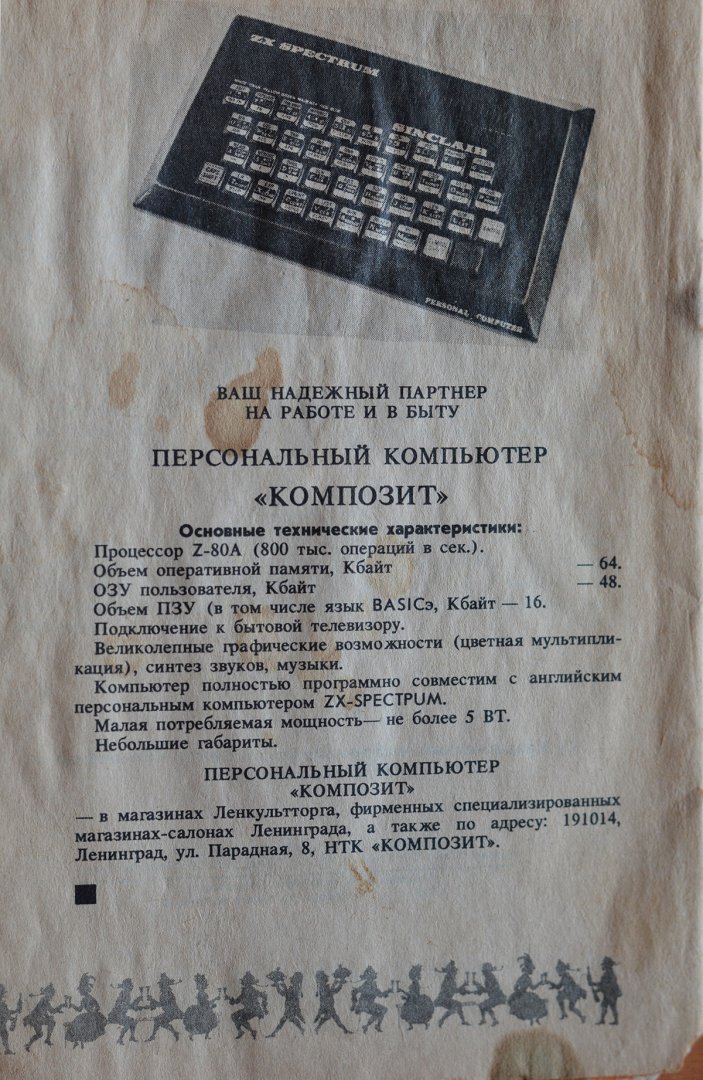 ZX SPECTRUM
SINCLAIR
PERSONAL COMPUTER
ВАШ НАДЕЖНЫЙ ПАРТНЕР
НА РАБОТЕ И В БЫТУ
ПЕРСОНАЛЬНЫЙ КОМПЬЮТЕР
«КОМПОЗИТ»
Основные технические характеристики:
Процессор Z-80A (800 тыс. операций в сек.).
Объем оперативной памяти, Кбайт — 64.
ОЗУ пользователя, Кбайт — 48.
Объем ПЗУ (в том числе язык BASICэ, Кбайт — 16.
Подключение к бытовой телевизору.
Великолепные графические возможности (цветная мультипли-
кация), синтез звуков, музыки.
Компьютер полностью программно совместим с английским
персональным компьютером ZX-SPECTPUM.
Малая потребляемая мощность— не более 5 ВТ.
Небольшие габариты.
ПЕРСОНАЛЬНЫЙ КОМПЬЮТЕР
«КОМПОЗИТ»
— в магазинах Ленкультторга, фирменных специализированных
магазинах-салонах Ленинграда, а также по адресу: 191014,
Ленинград, ул. Парадная, 8, НТК «КОМПОЗИТ».